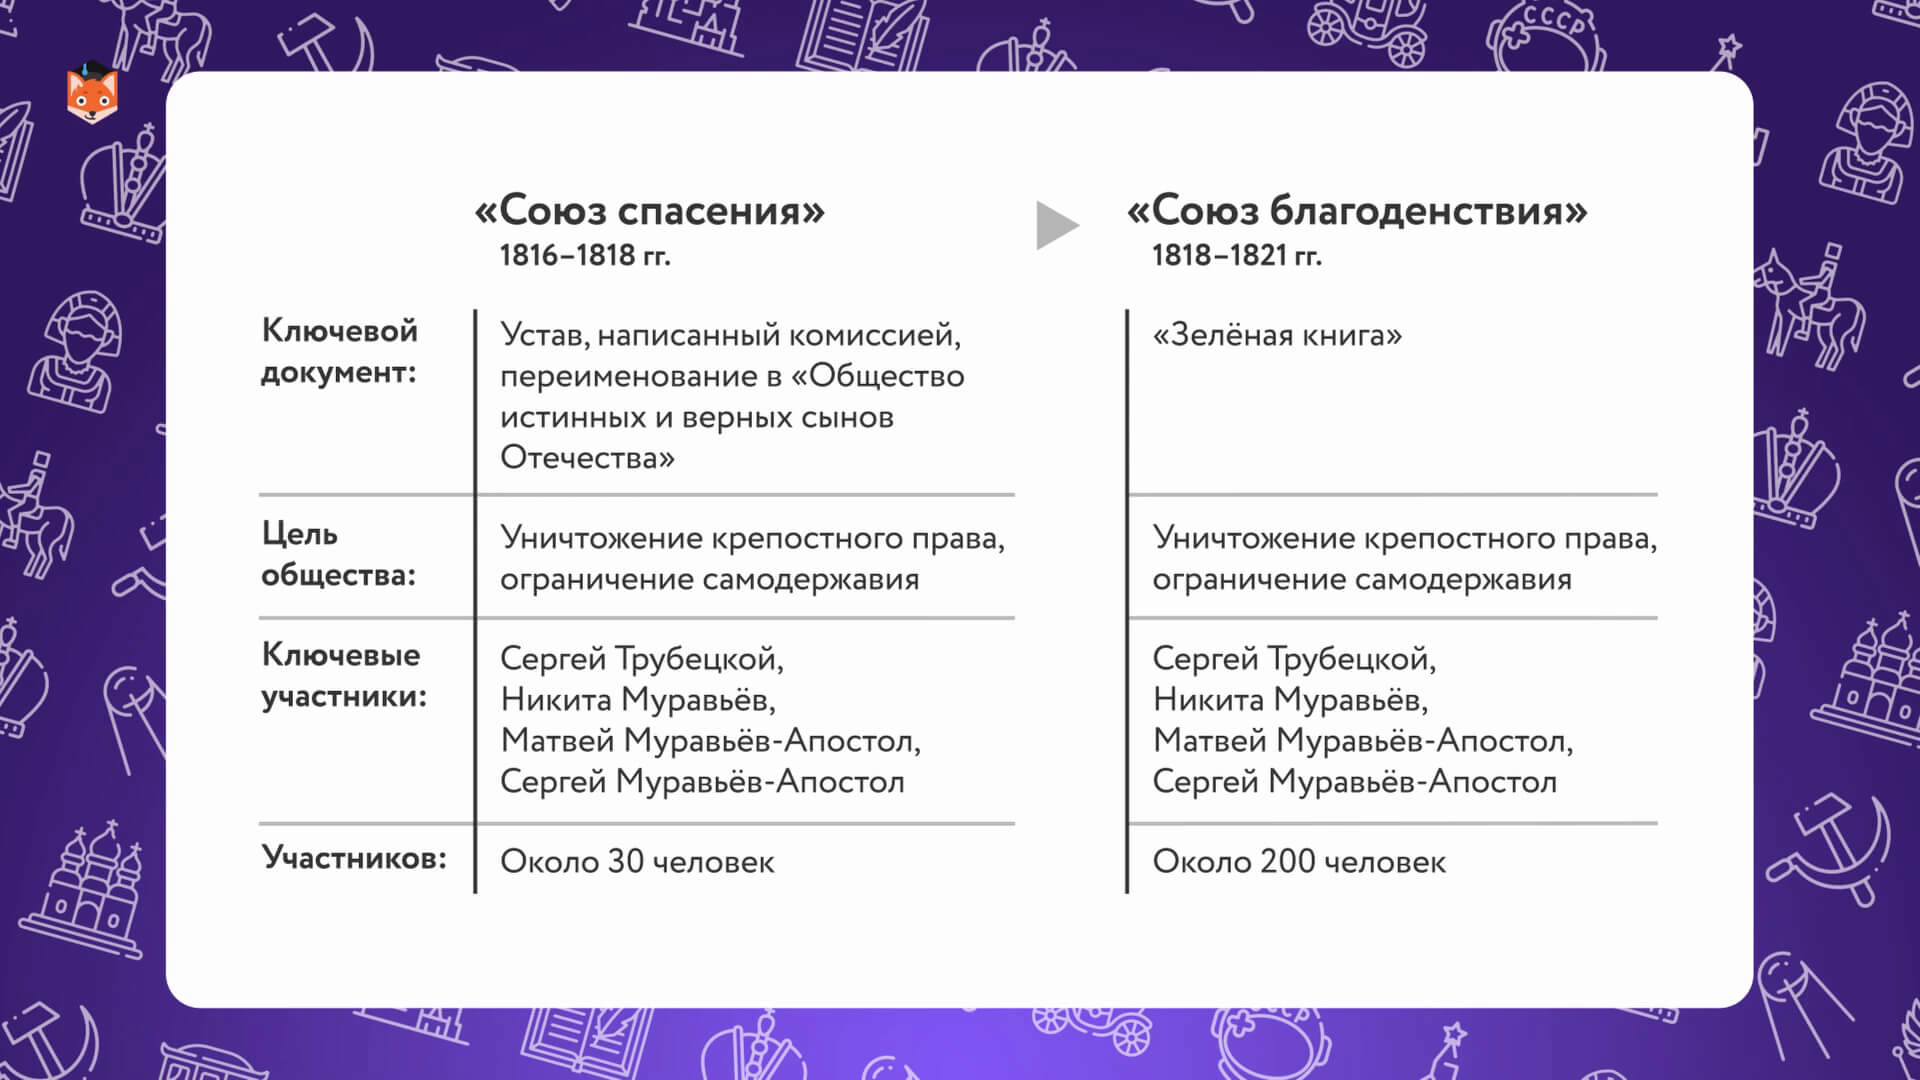 «Союз спасения»
1816–1818 гг.
«Союз благоденствия»
1818–1821 гг.
Ключевой
документ:
Устав, написанный комиссией,
переименование в «Общество
истинных и верных сынов
Отечества»
«Зелёная книга»
Цель
общества:
Уничтожение крепостного права,
ограничение самодержавия
Уничтожение крепостного права,
ограничение самодержавия
Ключевые
участники:
Сергей Трубецкой,
Никита Муравьёв,
Матвей Муравьёв-Апостол,
Сергей Муравьёв-Апостол
Сергей Трубецкой,
Никита Муравьёв,
Матвей Муравьёв-Апостол,
Сергей Муравьёв-Апостол
Участников:
Около 30 человек
Около 200 человек
СССР